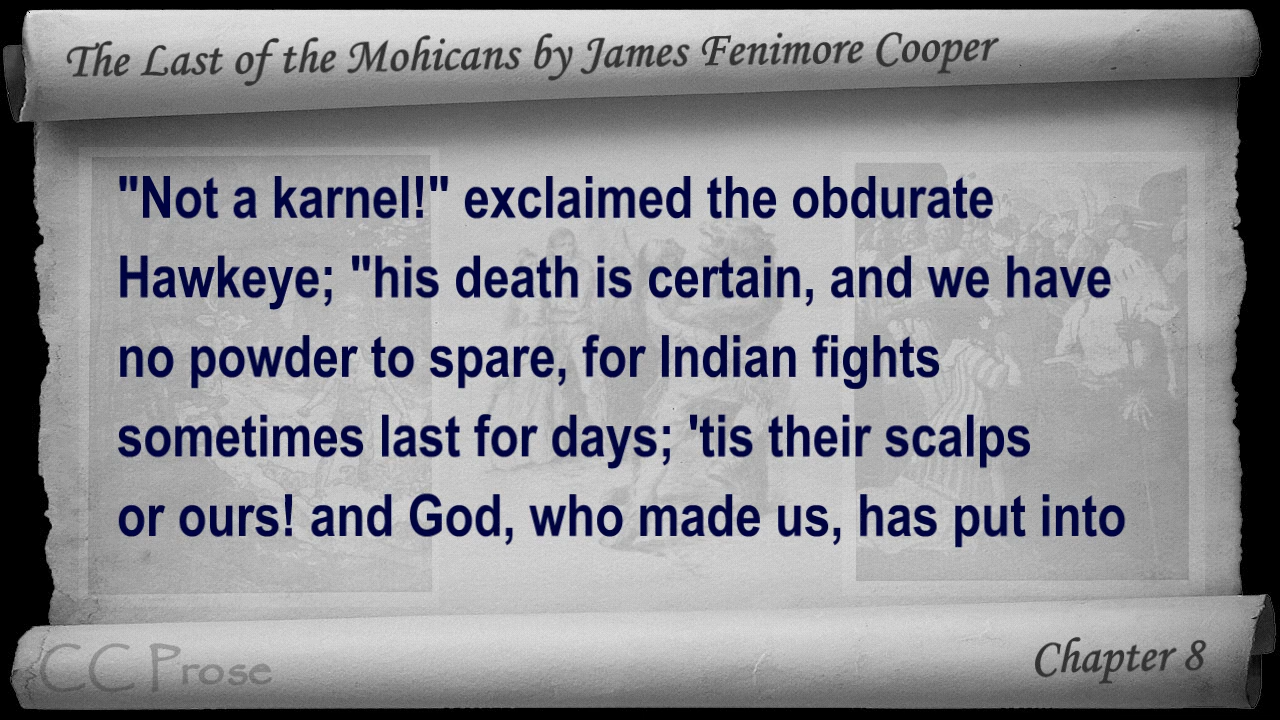 The Last of the Mohicans by James Fenimore Cooper
"Not a karnel!" exclaimed the obdurate
Hawkeye; "his death is certain, and we have
no powder to spare, for Indian fights
sometimes last for days; 'tis their scalps
or ours! and God, who made us, has put into
CC Prose
Chapter 8